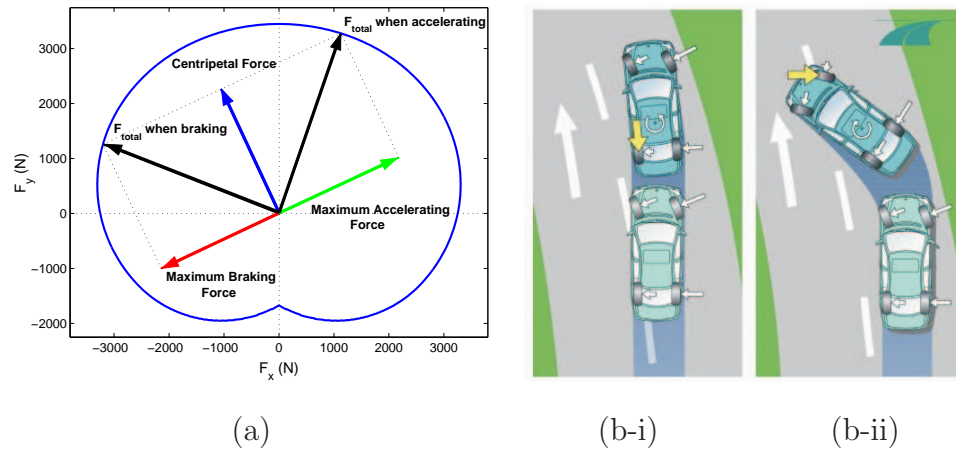 F_total when accelerating
3000
Centripetal Force
2000
F_total when braking
1000
F_y (N)
0
Maximum Accelerating
Force
−1000
Maximum Braking
Force
−2000
−3000 −2000 −1000 0 1000 2000 3000
F_x (N)
(a)
(b-i)
(b-ii)